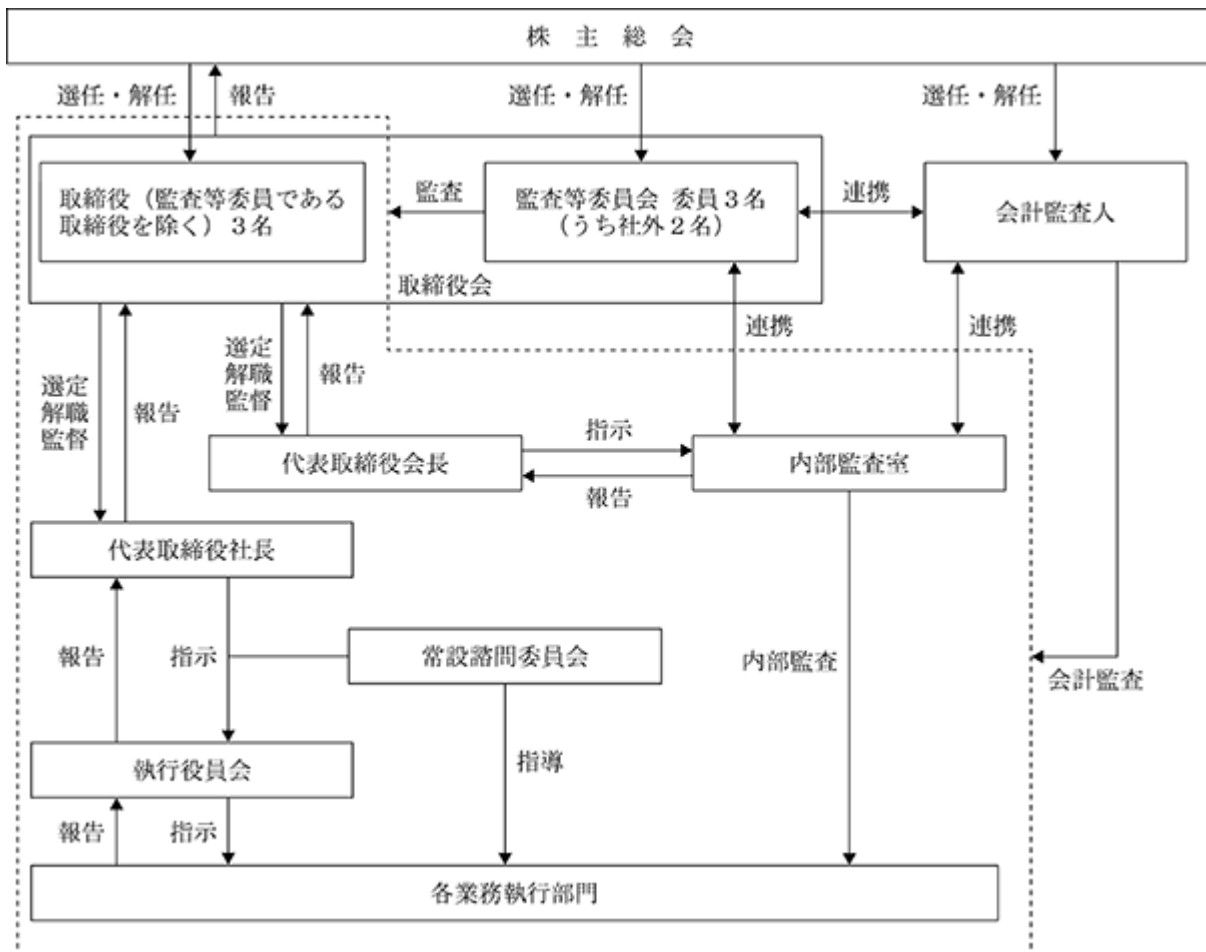 株主総会
選任・解任
報告
選任・解任
選任・解任
取締役（監査等委員である
取締役を除く）３名
監査
監査等委員会 委員３名
（うち社外２名）
連携
会計監査人
取締役会
選定
解職
監督
報告
選定
解職
監督
報告
連携
連携
代表取締役会長
指示
報告
内部監査室
代表取締役社長
報告
指示
常設諮問委員会
内部監査
会計監査
執行役員会
指導
報告
指示
各業務執行部門